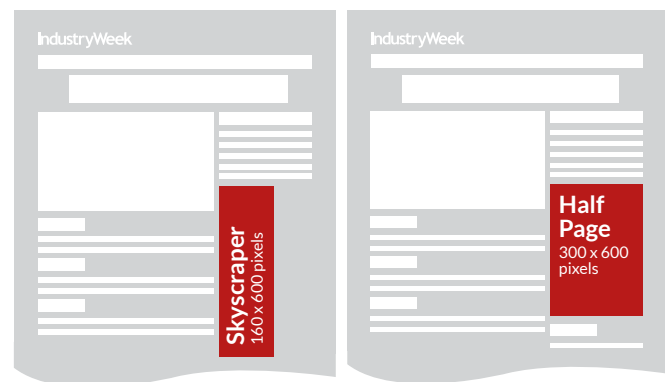 IndustryWeek
Skyscraper
160 x 600 pixels
IndustryWeek
Half
Page
300 x 600
pixels